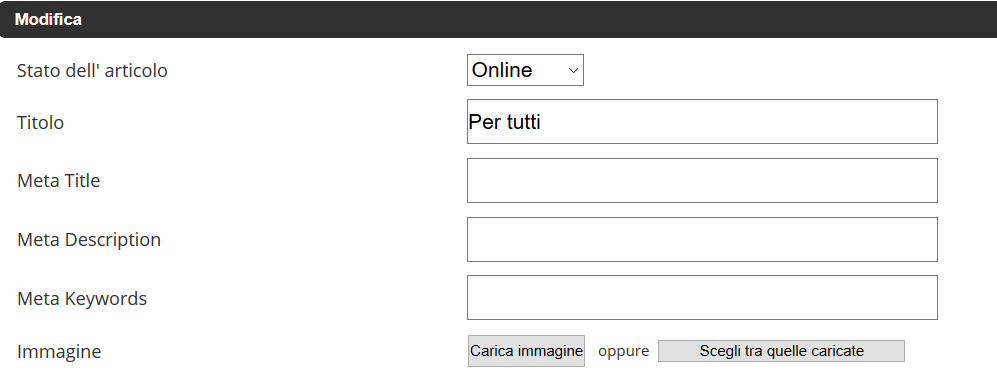 Modifica
Stato dell' articolo Online
Titolo Per tutti
Meta Title
Meta Description
Meta Keywords
Immagine Carica immagine oppure Scegli tra quelle caricate